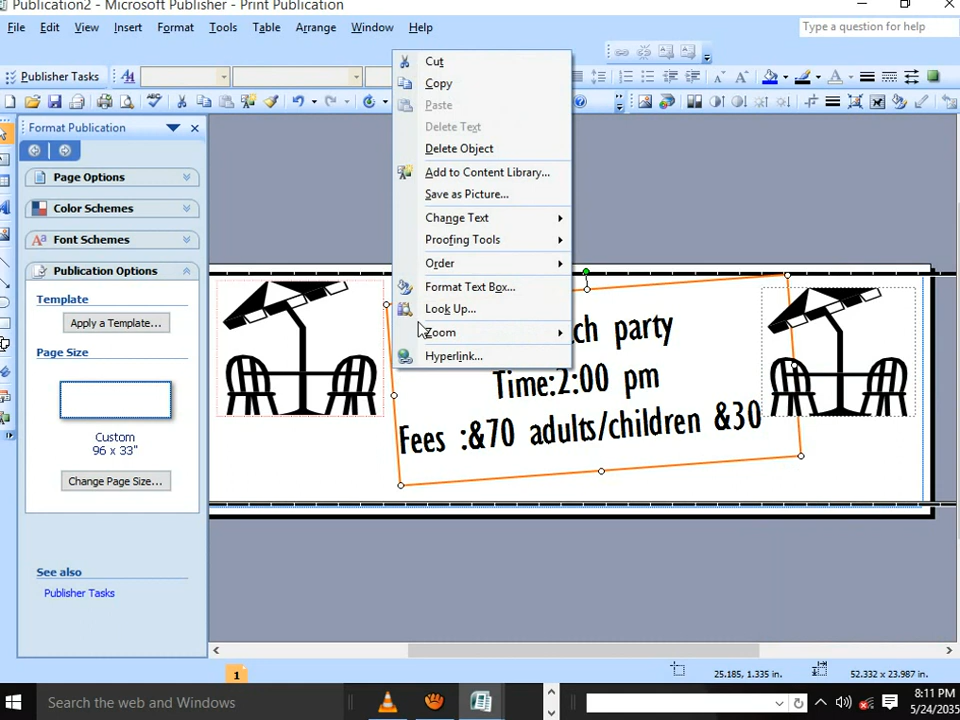 Publication2 - Microsoft Publisher - Print Publication
File Edit View Insert Format Tools Table Arrange Window Help
Type a question for help
Publisher Tasks
Format Publication
Page Options
Color Schemes
Font Schemes
Publication Options
Template
Apply a Template...
Page Size
Custom
96 x 33"
Change Page Size...
See also
Publisher Tasks
Cut
Copy
Paste
Delete Text
Delete Object
Add to Content Library...
Save as Picture...
Change Text
Proofing Tools
Order
Format Text Box...
Look Up...
Zoom
Hyperlink...
ch party
Time:2:00 pm
Fees :&70 adults/children &30
1
25.185, 1.335 in.
52.332 x 23.987 in.
Search the web and Windows
8:11 PM
5/24/2035